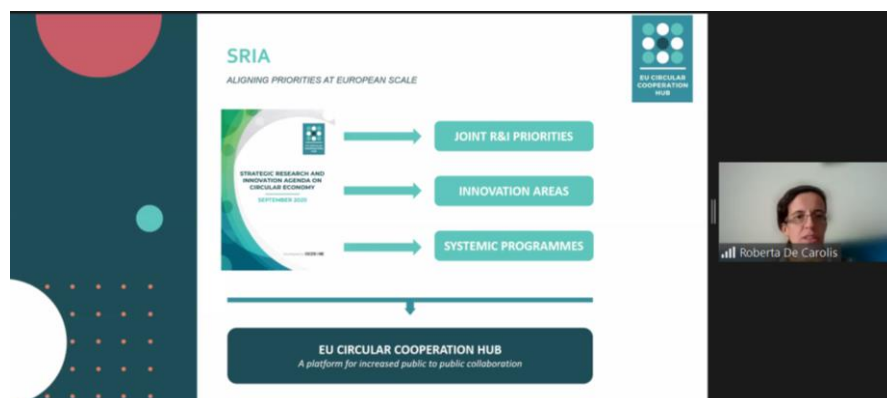 SRIA
ALIGNING PRIORITIES AT EUROPEAN SCALE
EU CIRCULAR
COOPERATION
HUB
STRATEGIC RESEARCH AND
INNOVATION AGENDA ON
CIRCULAR ECONOMY
SEPTEMBER 2020
JOINT R&I PRIORITIES
INNOVATION AREAS
SYSTEMIC PROGRAMMES
EU CIRCULAR COOPERATION HUB
A platform for increased public to public collaboration
Roberta De Carolis